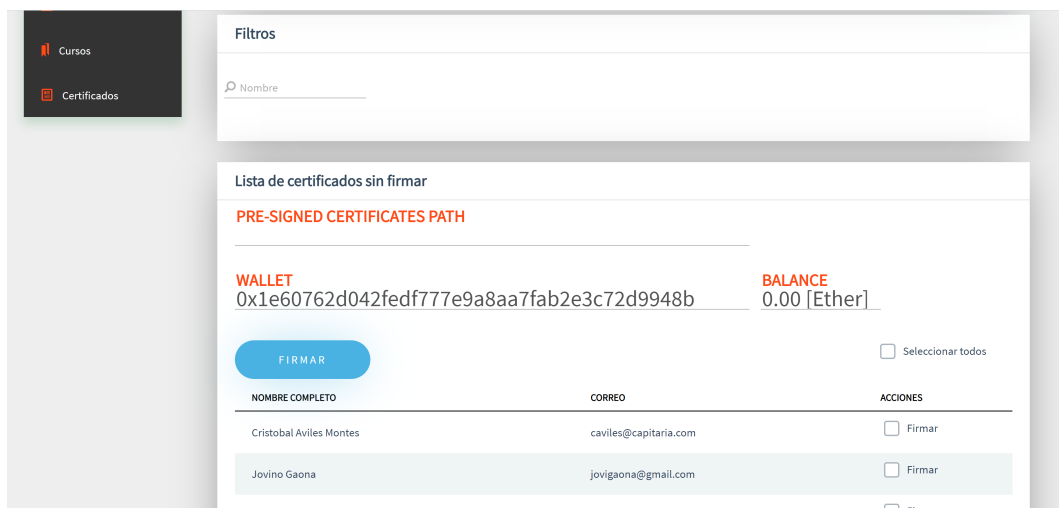 Cursos
Certificados
Filtros
Nombre
Lista de certificados sin firmar
PRE-SIGNED CERTIFICATES PATH
WALLET
0x1e60762d042fedf777e9a8aa7fab2e3c72d9948b
BALANCE
0.00 [Ether]
FIRMAR
Seleccionar todos
NOMBRE COMPLETO CORREO ACCIONES
Cristobal Aviles Montes caviles@capitaria.com Firmar
Jovino Gaona jovigaona@gmail.com Firmar